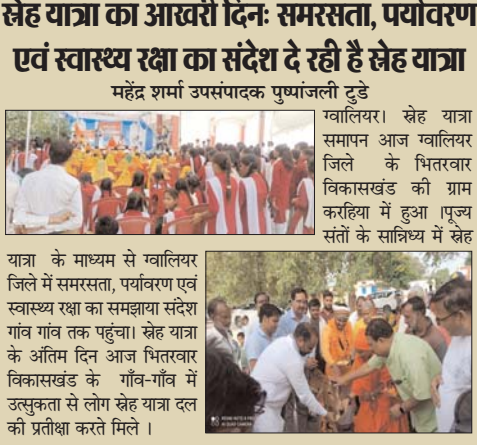 स्नेह यात्रा का आखरी दिनः समरसता, पर्यावरण
एवं स्वास्थ्य रक्षा का संदेश दे रही है स्नेह यात्रा
महेंद्र शर्मा उपसंपादक पुष्पांजली टुडे
ग्वालियर। स्नेह यात्रा
समापन आज ग्वालियर
जिले के भितरवार
विकासखंड की ग्राम
करहिया में हुआ ।पूज्य
संतों के सान्निध्य में स्नेह
यात्रा के माध्यम से ग्वालियर
जिले में समरसता, पर्यावरण एवं
स्वास्थ्य रक्षा का समझाया संदेश
गांव गांव तक पहुंचा। स्नेह यात्रा
के अंतिम दिन आज भितरवार
विकासखंड के गाँव-गाँव में
उत्सुकता से लोग स्नेह यात्रा दल
की प्रतीक्षा करते मिले ।